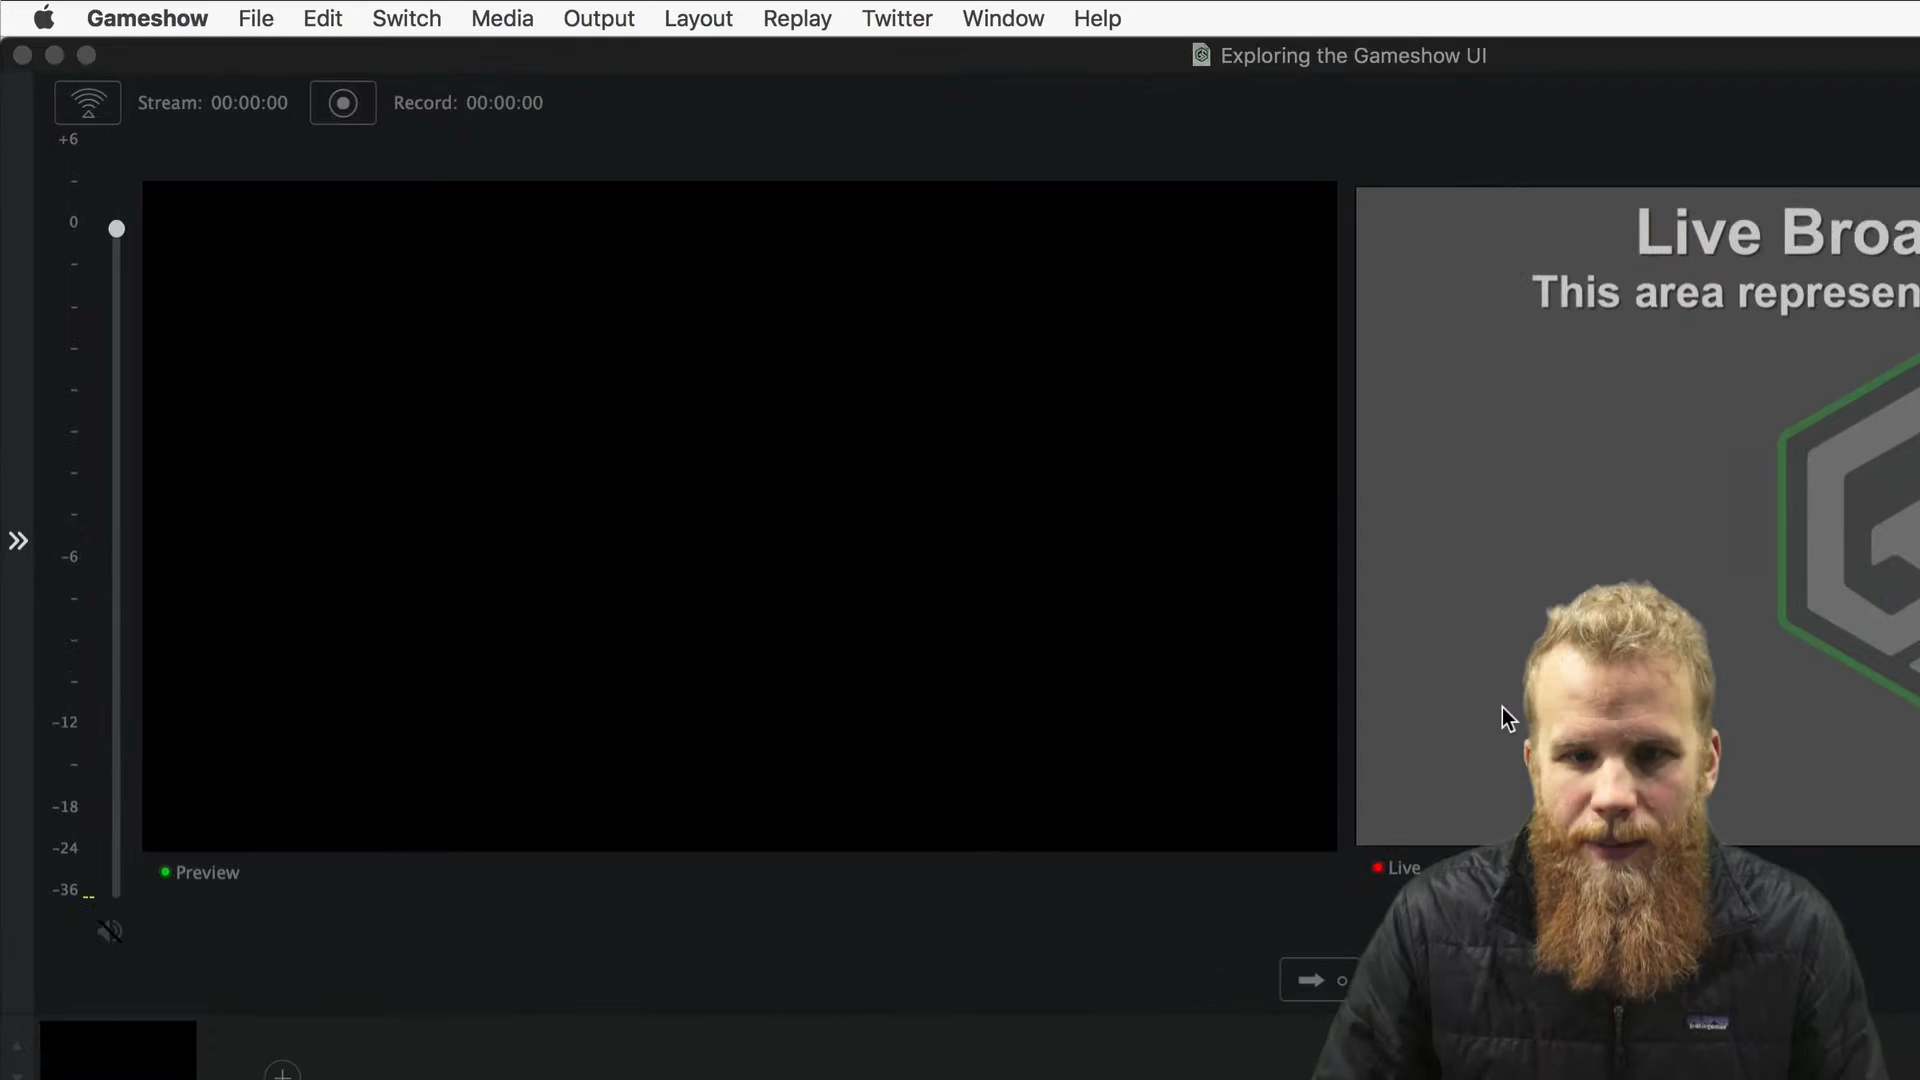 Gameshow File Edit Switch Media Output Layout Replay Twitter Window Help
Exploring the Gameshow UI
Stream: 00:00:00 Record: 00:00:00
+6
0
-6
-12
-18
-24
-36
Live Broa
This area represen
Preview
Live
patagonia